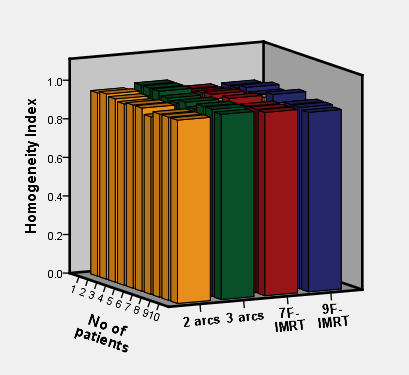 Homogeneity Index
1.0
0.8
0.6
0.4
0.2
0.0
1 2 3 4 5 6 7 8 9 10
No of
patients
2 arcs
3 arcs
7F-
IMRT
9F-
IMRT